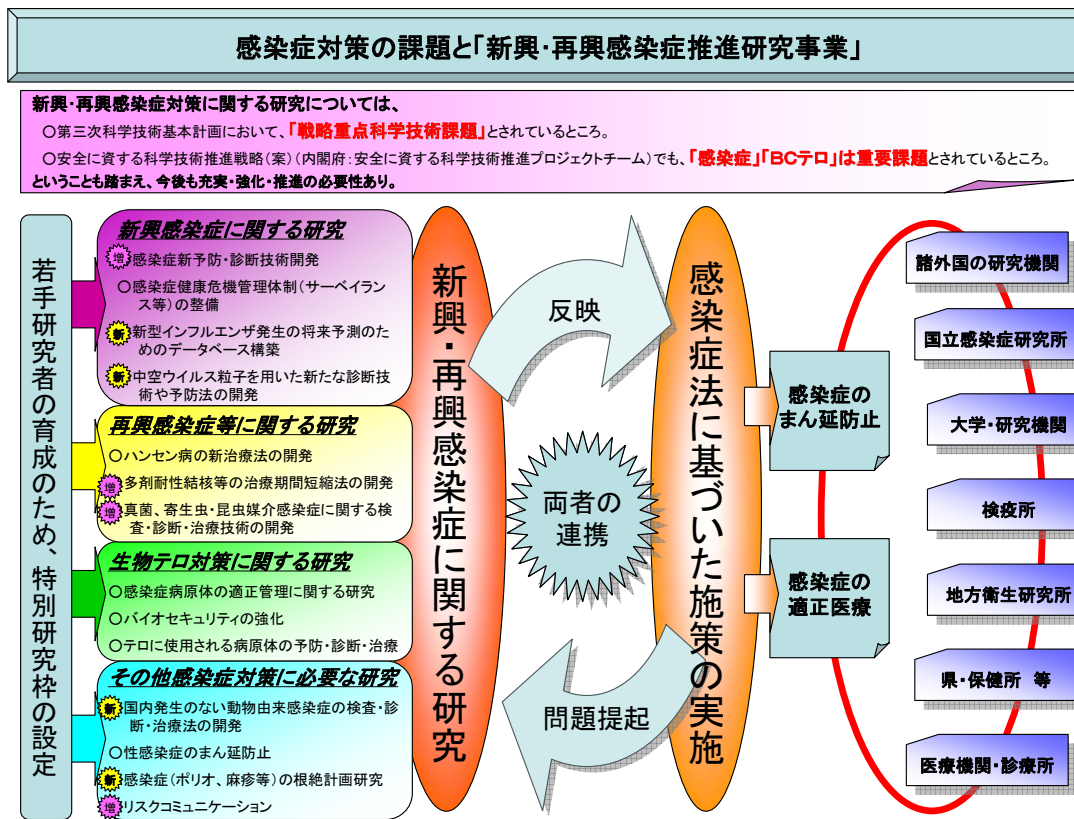 感染症対策の課題と「新興・再興感染症推進研究事業」
新興・再興感染症対策に関する研究については、
○第三次科学技術基本計画において、「戦略重点科学技術課題」とされているところ。
○安全に資する科学技術推進戦略(案)(内閣府:安全に資する科学技術推進プロジェクトチーム)でも、「感染症」「BCテロ」は重要課題とされているところ。
ということも踏まえ、今後も充実・強化・推進の必要性あり。
若手研究者の育成のため、特別研究枠の設定
新興感染症に関する研究
増 感染症新予防・診断技術開発
○感染症健康危機管理体制(サーベイラン
ス等)の整備
新 新型インフルエンザ発生の将来予測のた
めのデータベース構築
新 中空ウイルス粒子を用いた新たな診断技
術や予防法の開発
再興感染症等に関する研究
○ハンセン病の新治療法の開発
増 多剤耐性結核等の治療期間短縮法の開発
増 真菌、寄生虫・昆虫媒介感染症に関する検
査・診断・治療技術の開発
生物テロ対策に関する研究
○感染症病原体の適正管理に関する研究
○バイオセキュリティの強化
○テロに使用される病原体の予防・診断・治療
その他感染症対策に必要な研究
新 国内発生のない動物由来感染症の検査・診
断・治療法の開発
○性感染症のまん延防止
新 感染症(ポリオ、麻疹等)の根絶計画研究
増 リスクコミュニケーション
新興・再興感染症に関する研究
反映
両者の
連携
問題提起
感染症法に基づいた施策の実施
感染症の
まん延防止
感染症の
適正医療
諸外国の研究機関
国立感染症研究所
大学・研究機関
検疫所
地方衛生研究所
県・保健所 等
医療機関・診療所